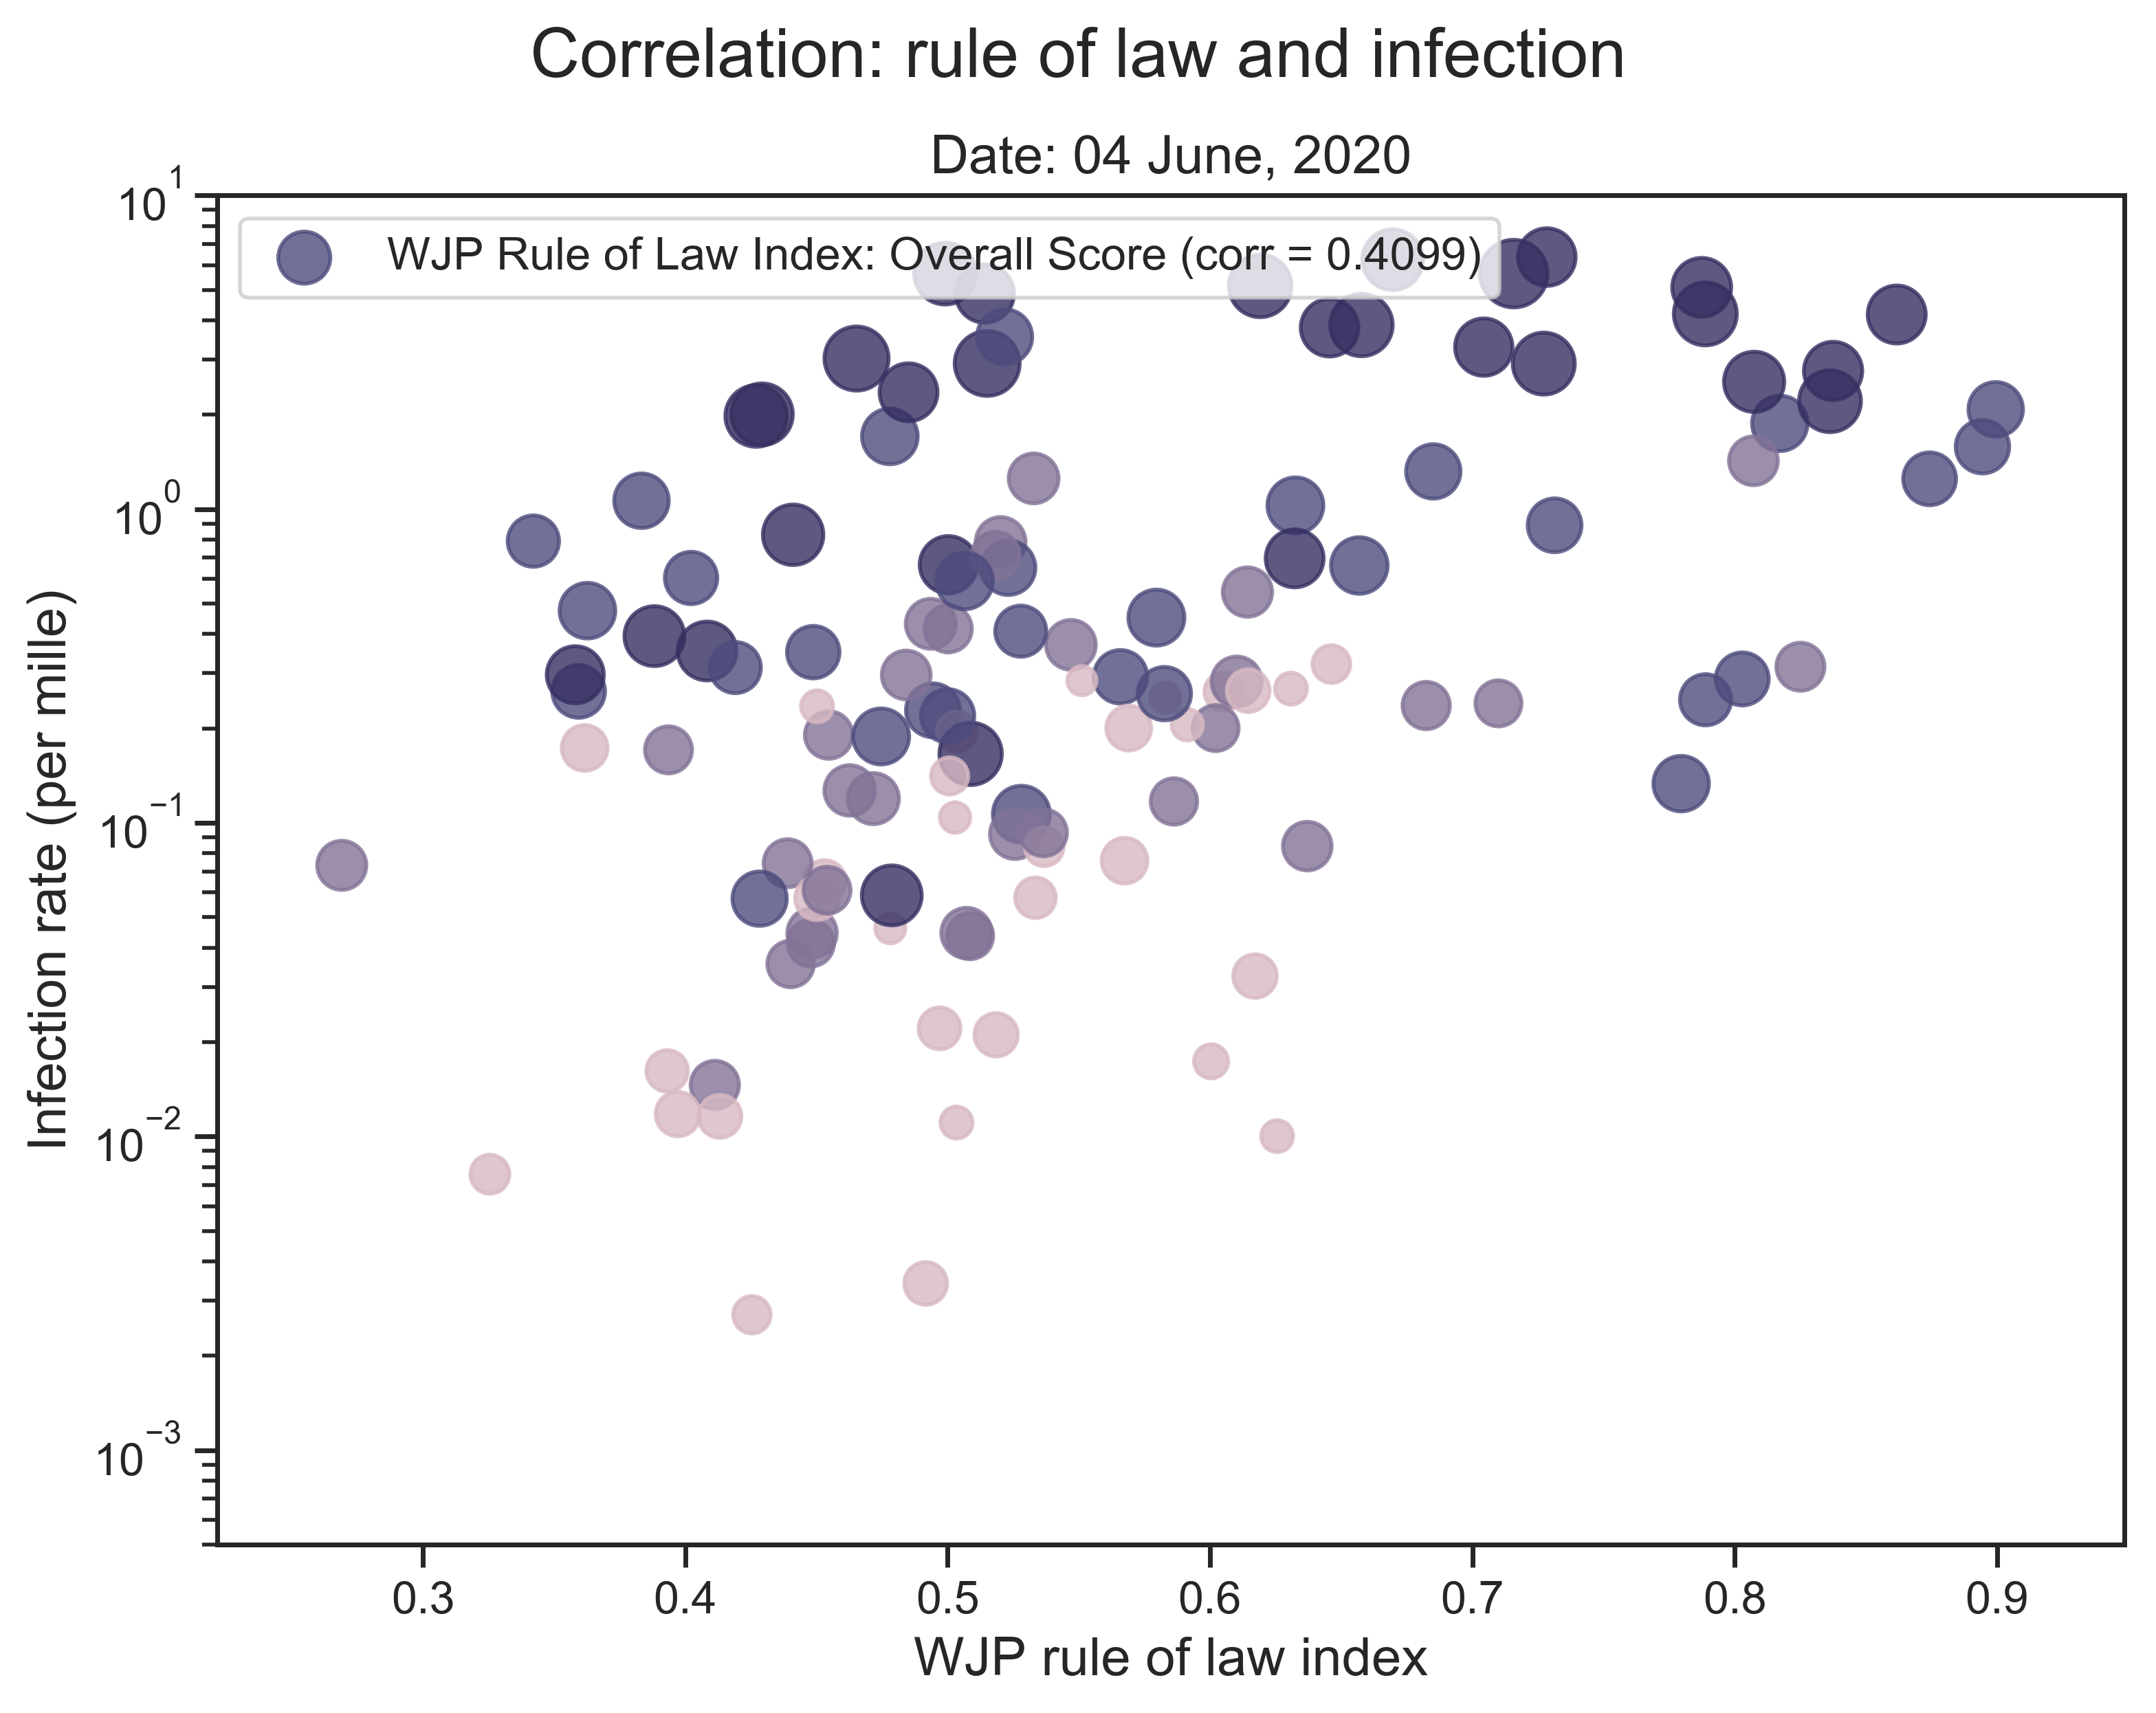 Correlation: rule of law and infection
Date: 04 June, 2020
WJP Rule of Law Index: Overall Score (corr = 0.4099)
Infection rate (per mille)
10^1
10^0
10^−1
10^−2
10^−3
0.3 0.4 0.5 0.6 0.7 0.8 0.9
WJP rule of law index